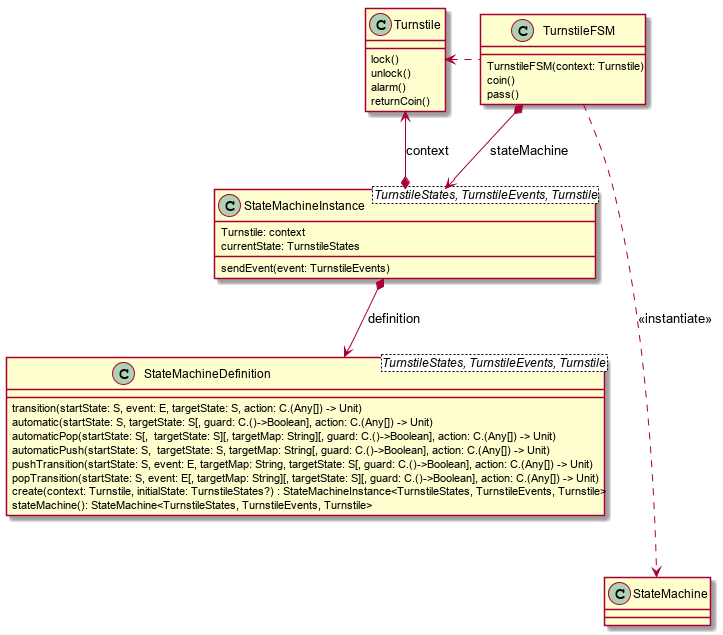 C Turnstile
lock()
unlock()
alarm()
returnCoin()
C TurnstileFSM
TurnstileFSM(context: Turnstile)
coin()
pass()
context
stateMachine
C StateMachineInstance
TurnstileStates, TurnstileEvents, Turnstile
Turnstile: context
currentState: TurnstileStates
sendEvent(event: TurnstileEvents)
definition
«instantiate»
C StateMachineDefinition
TurnstileStates, TurnstileEvents, Turnstile
transition(startState: S, event: E, targetState: S, action: C.(Any[]) -> Unit)
automatic(startState: S, targetState: S[, guard: C.()->Boolean], action: C.(Any[]) -> Unit)
automaticPop(startState: S[,  targetState: S][, targetMap: String][, guard: C.()->Boolean], action: C.(Any[]) -> Unit)
automaticPush(startState: S,  targetState: S, targetMap: String[, guard: C.()->Boolean], action: C.(Any[]) -> Unit)
pushTransition(startState: S, event: E, targetMap: String, targetState: S[, guard: C.()->Boolean], action: C.(Any[]) -> Unit)
popTransition(startState: S, event: E[, targetMap: String][, targetState: S][, guard: C.()->Boolean], action: C.(Any[]) -> Unit)
create(context: Turnstile, initialState: TurnstileStates?) : StateMachineInstance<TurnstileStates, TurnstileEvents, Turnstile>
stateMachine(): StateMachine<TurnstileStates, TurnstileEvents, Turnstile>
C StateMachine